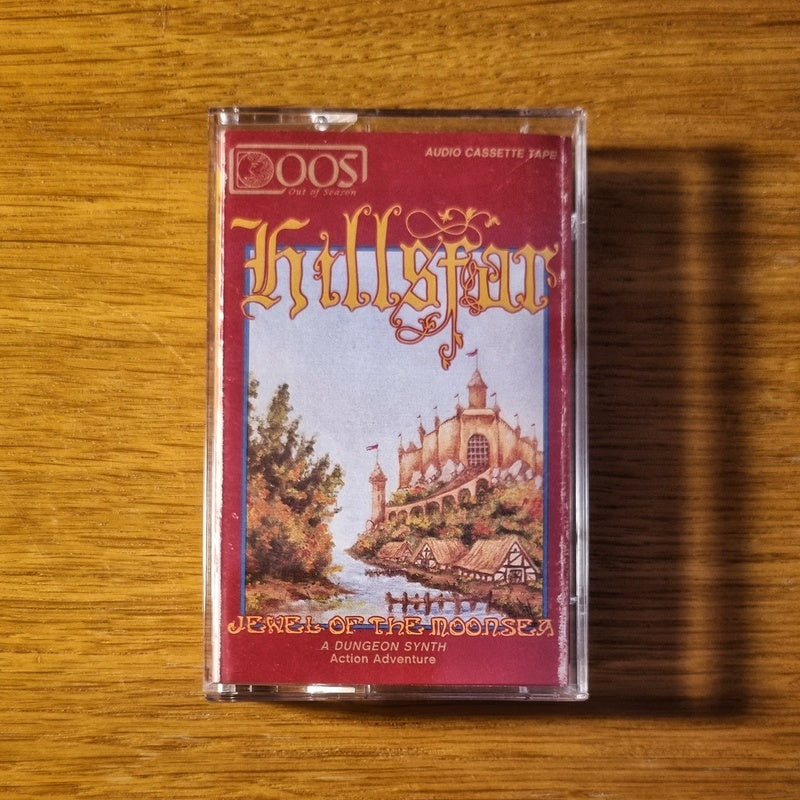 OOS
Out of Season
AUDIO CASSETTE TAPE
Hillsfar
JEWEL OF THE MOONSEA
A DUNGEON SYNTH
Action Adventure